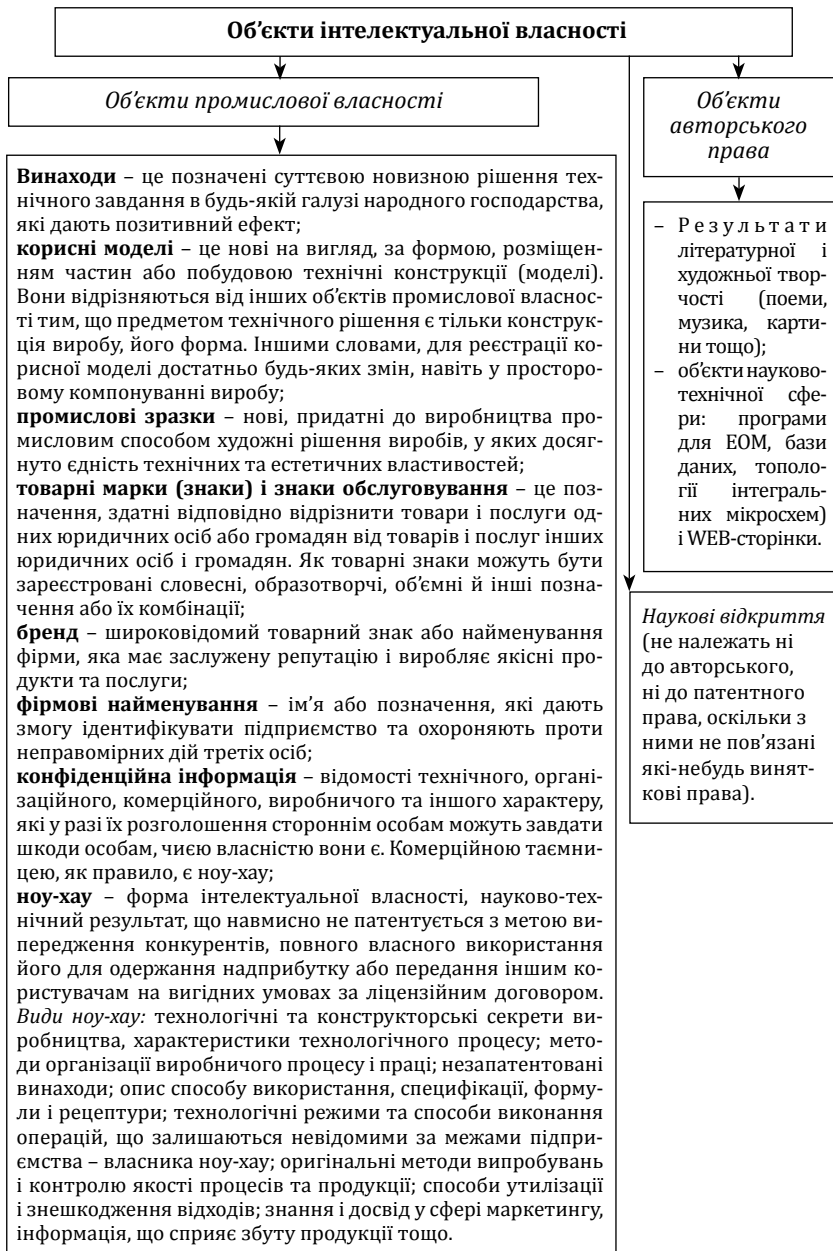 Об’єкти інтелектуальної власності
Об’єкти промислової власності
Винаходи – це позначені суттєвою новизною рішення тех-
нічного завдання в будь-якій галузі народного господарства,
які дають позитивний ефект;
корисні моделі – це нові на вигляд, за формою, розміщен-
ням частин або побудовою технічні конструкції (моделі).
Вони відрізняються від інших об’єктів промислової власнос-
ті тим, що предметом технічного рішення є тільки конструк-
ція виробу, його форма. Іншими словами, для реєстрації ко-
рисної моделі достатньо будь-яких змін, навіть у просторо-
вому компонуванні виробу;
промислові зразки – нові, придатні до виробництва про-
мисловим способом художні рішення виробів, у яких досяг-
нуто єдність технічних та естетичних властивостей;
товарні марки (знаки) і знаки обслуговування – це поз-
начення, здатні відповідно відрізнити товари і послуги од-
них юридичних осіб або громадян від товарів і послуг інших
юридичних осіб і громадян. Як товарні знаки можуть бути
зареєстровані словесні, образотворчі, об’ємні й інші позна-
чення або їх комбінації;
бренд – широковідомий товарний знак або найменування
фірми, яка має заслужену репутацію і виробляє якісні про-
дукти та послуги;
фірмові найменування – ім’я або позначення, які дають
змогу ідентифікувати підприємство та охороняють проти
неправомірних дій третіх осіб;
конфіденційна інформація – відомості технічного, органі-
заційного, комерційного, виробничого та іншого характеру,
які у разі їх розголошення стороннім особам можуть завдати
шкоди особам, чиєю власністю вони є. Комерційною таємни-
цею, як правило, є ноу-хау;
ноу-хау – форма інтелектуальної власності, науково-тех-
нічний результат, що навмисно не патентується з метою ви-
передження конкурентів, повного власного використання
його для одержання надприбутку або передання іншим ко-
ристувачам на вигідних умовах за ліцензійним договором.
Види ноу-хау: технологічні та конструкторські секрети ви-
робництва, характеристики технологічного процесу; мето-
ди організації виробничого процесу і праці; незапатентовані
винаходи; опис способу використання, специфікації, форму-
ли і рецептури; технологічні режими та способи виконання
операцій, що залишаються невідомими за межами підпри-
ємства – власника ноу-хау; оригінальні методи випробувань
і контролю якості процесів та продукції; способи утилізації
і знешкодження відходів; знання і досвід у сфері маркетингу,
інформація, що сприяє збуту продукції тощо.
Об’єкти
авторського
права
– Результати
літературної і
художньої твор-
чості (поеми,
музика, карти-
ни тощо);
– об’єкти науково-
технічної сфе-
ри: програми
для ЕОМ, бази
даних, тополо-
гії інтеграль-
них мікросхем)
і WEB-сторінки.
Наукові відкриття
(не належать ні
до авторського,
ні до патентного
права, оскільки з
ними не пов’язані
які-небудь винят-
кові права).